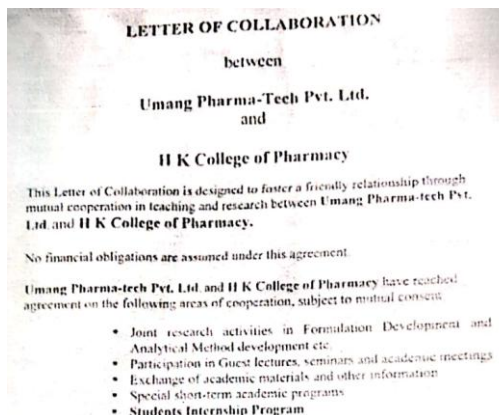 LETTER OF COLLABORATION
between
Umang Pharma-Tech Pvt. Ltd.
and
H K College of Pharmacy
This Letter of Collaboration is designed to foster a friendly relationship through
mutual cooperation in teaching and research between Umang Pharma-tech Pvt.
Ltd. and H K College of Pharmacy.
No financial obligations are assumed under this agreement.
Umang Pharma-tech Pvt. Ltd. and H K College of Pharmacy have reached
agreement on the following areas of cooperation, subject to mutual consent
• Joint research activities in Formulation Development and
Analytical Method development etc.
• Participation in Guest lectures, seminars and academic meetings
• Exchange of academic materials and other information
• Special short-term academic programs
• Students Internship Program